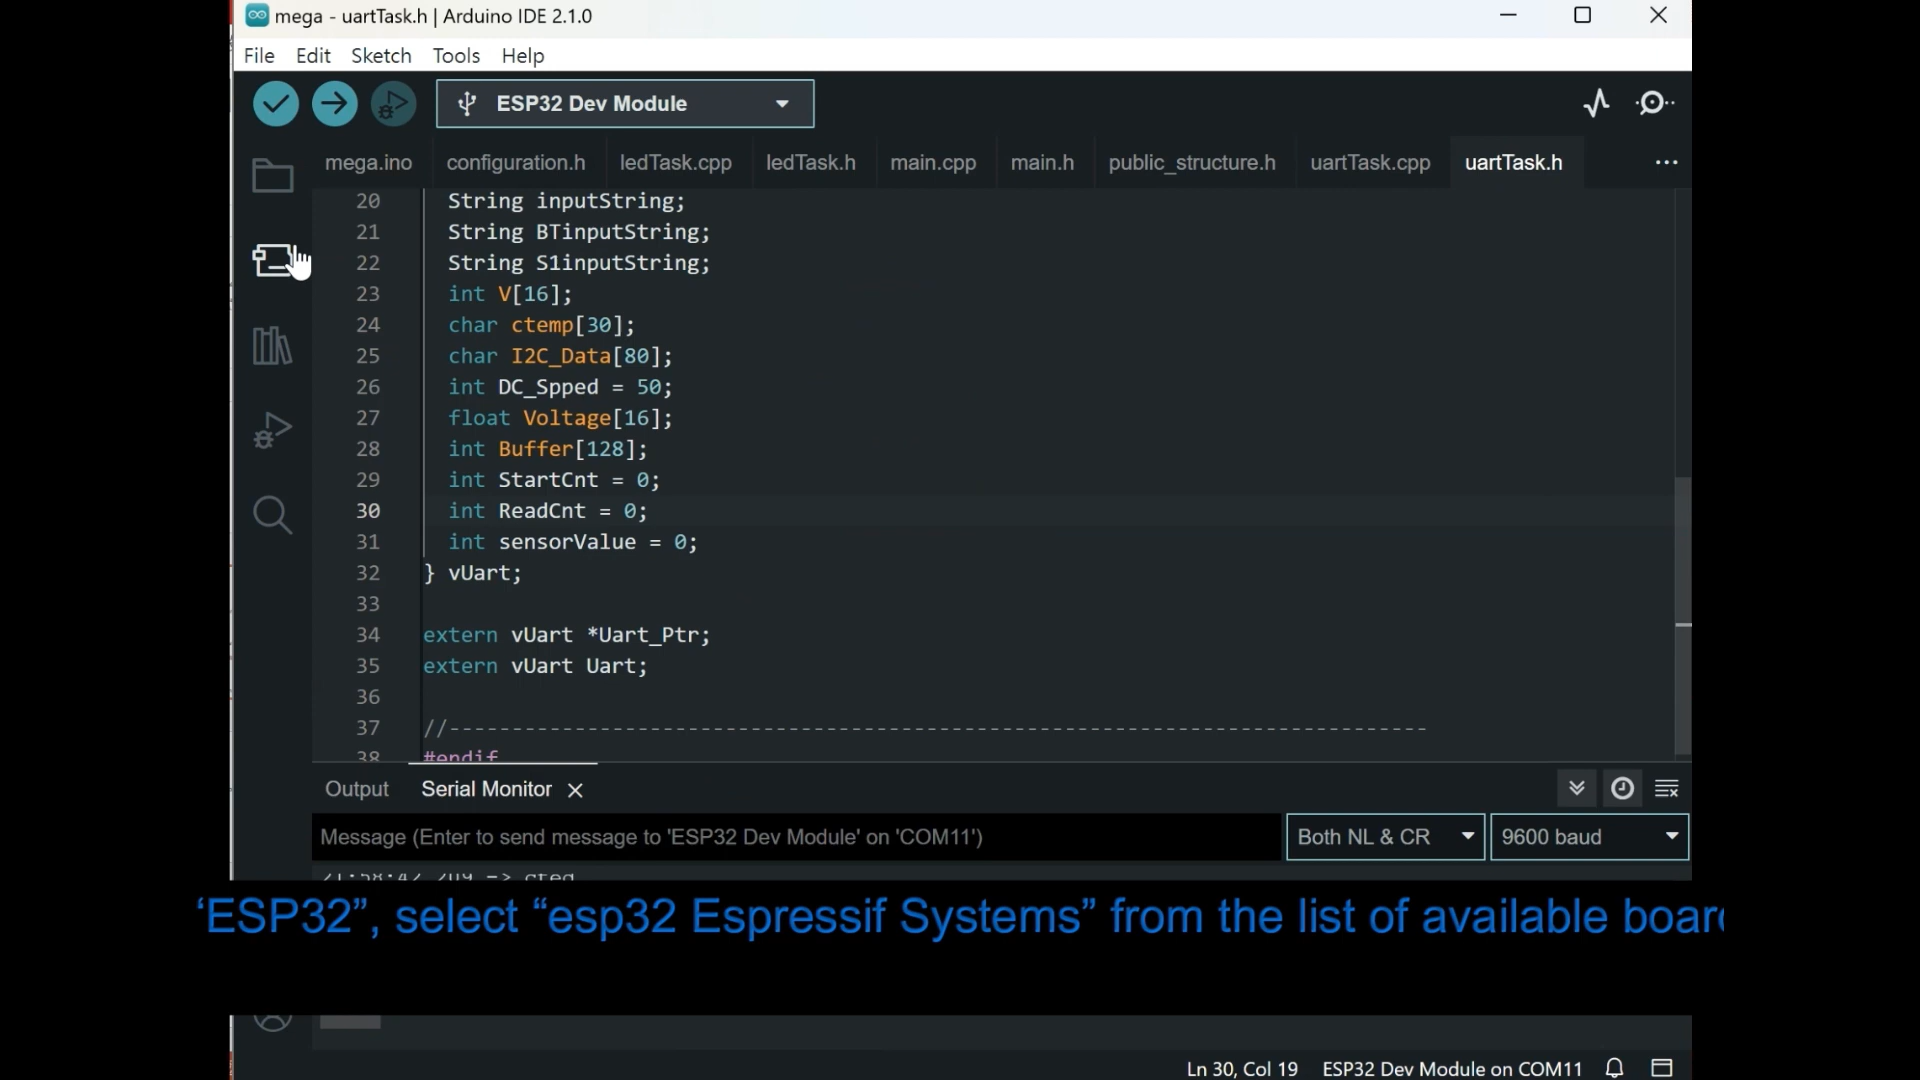 mega - uartTask.h | Arduino IDE 2.1.0
File Edit Sketch Tools Help
ESP32 Dev Module
mega.ino configuration.h ledTask.cpp ledTask.h main.cpp main.h public_structure.h uartTask.cpp uartTask.h
20 String inputString;
21 String BTinputString;
22 String S1inputString;
23 int V[16];
24 char ctemp[30];
25 char I2C_Data[80];
26 int DC_Spped = 50;
27 float Voltage[16];
28 int Buffer[128];
29 int StartCnt = 0;
30 int ReadCnt = 0;
31 int sensorValue = 0;
32 } vUart;
33
34 extern vUart *Uart_Ptr;
35 extern vUart Uart;
36
37 //------------------------------------------------------------------------------
38 #endif
Output Serial Monitor
Message (Enter to send message to 'ESP32 Dev Module' on 'COM11') Both NL & CR 9600 baud
‘ESP32”, select “esp32 Espressif Systems” from the list of available
Ln 30, Col 19 ESP32 Dev Module on COM11